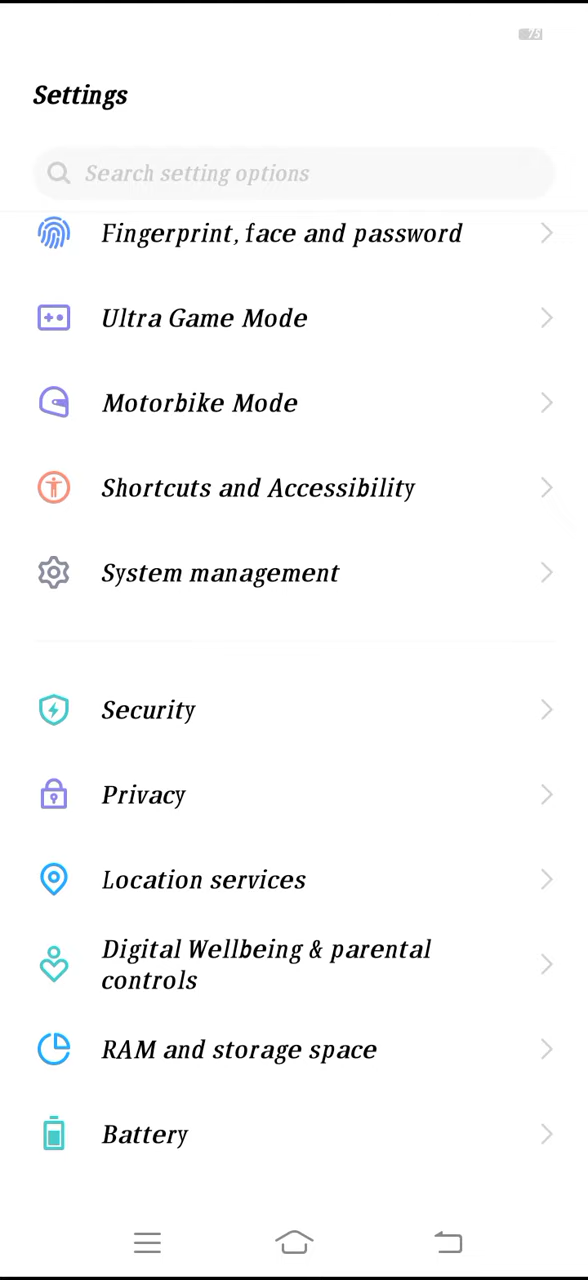 75
Settings
Search setting options
Fingerprint, face and password
Ultra Game Mode
Motorbike Mode
Shortcuts and Accessibility
System management
Security
Privacy
Location services
Digital Wellbeing & parental
controls
RAM and storage space
Battery